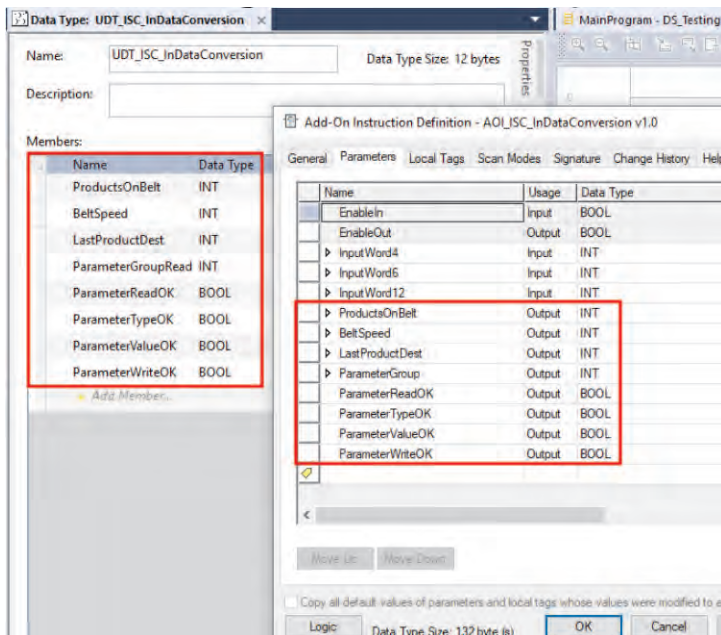 Data Type: UDT_ISC_InDataConversion ×
MainProgram - DS_Testing
Name: UDT_ISC_InDataConversion Data Type Size: 12 bytes
Properties
Description:
Members:
Name Data Type
ProductsOnBelt INT
BeltSpeed INT
LastProductDest INT
ParameterGroupRead INT
ParameterReadOK BOOL
ParameterTypeOK BOOL
ParameterValueOK BOOL
ParameterWriteOK BOOL
Add Member...
Add-On Instruction Definition - AOI_ISC_InDataConversion v1.0
General Parameters Local Tags Scan Modes Signature Change History Help
Name Usage Data Type
EnableIn Input BOOL
EnableOut Output BOOL
InputWord4 Input INT
InputWord6 Input INT
InputWord12 Input INT
ProductsOnBelt Output INT
BeltSpeed Output INT
LastProductDest Output INT
ParameterGroup Output INT
ParameterReadOK Output BOOL
ParameterTypeOK Output BOOL
ParameterValueOK Output BOOL
ParameterWriteOK Output BOOL
Move Up Move Down
Copy all default values of parameters and local tags whose values were modified to a
Logic Data Type Size: 132 byte (s) OK Cancel